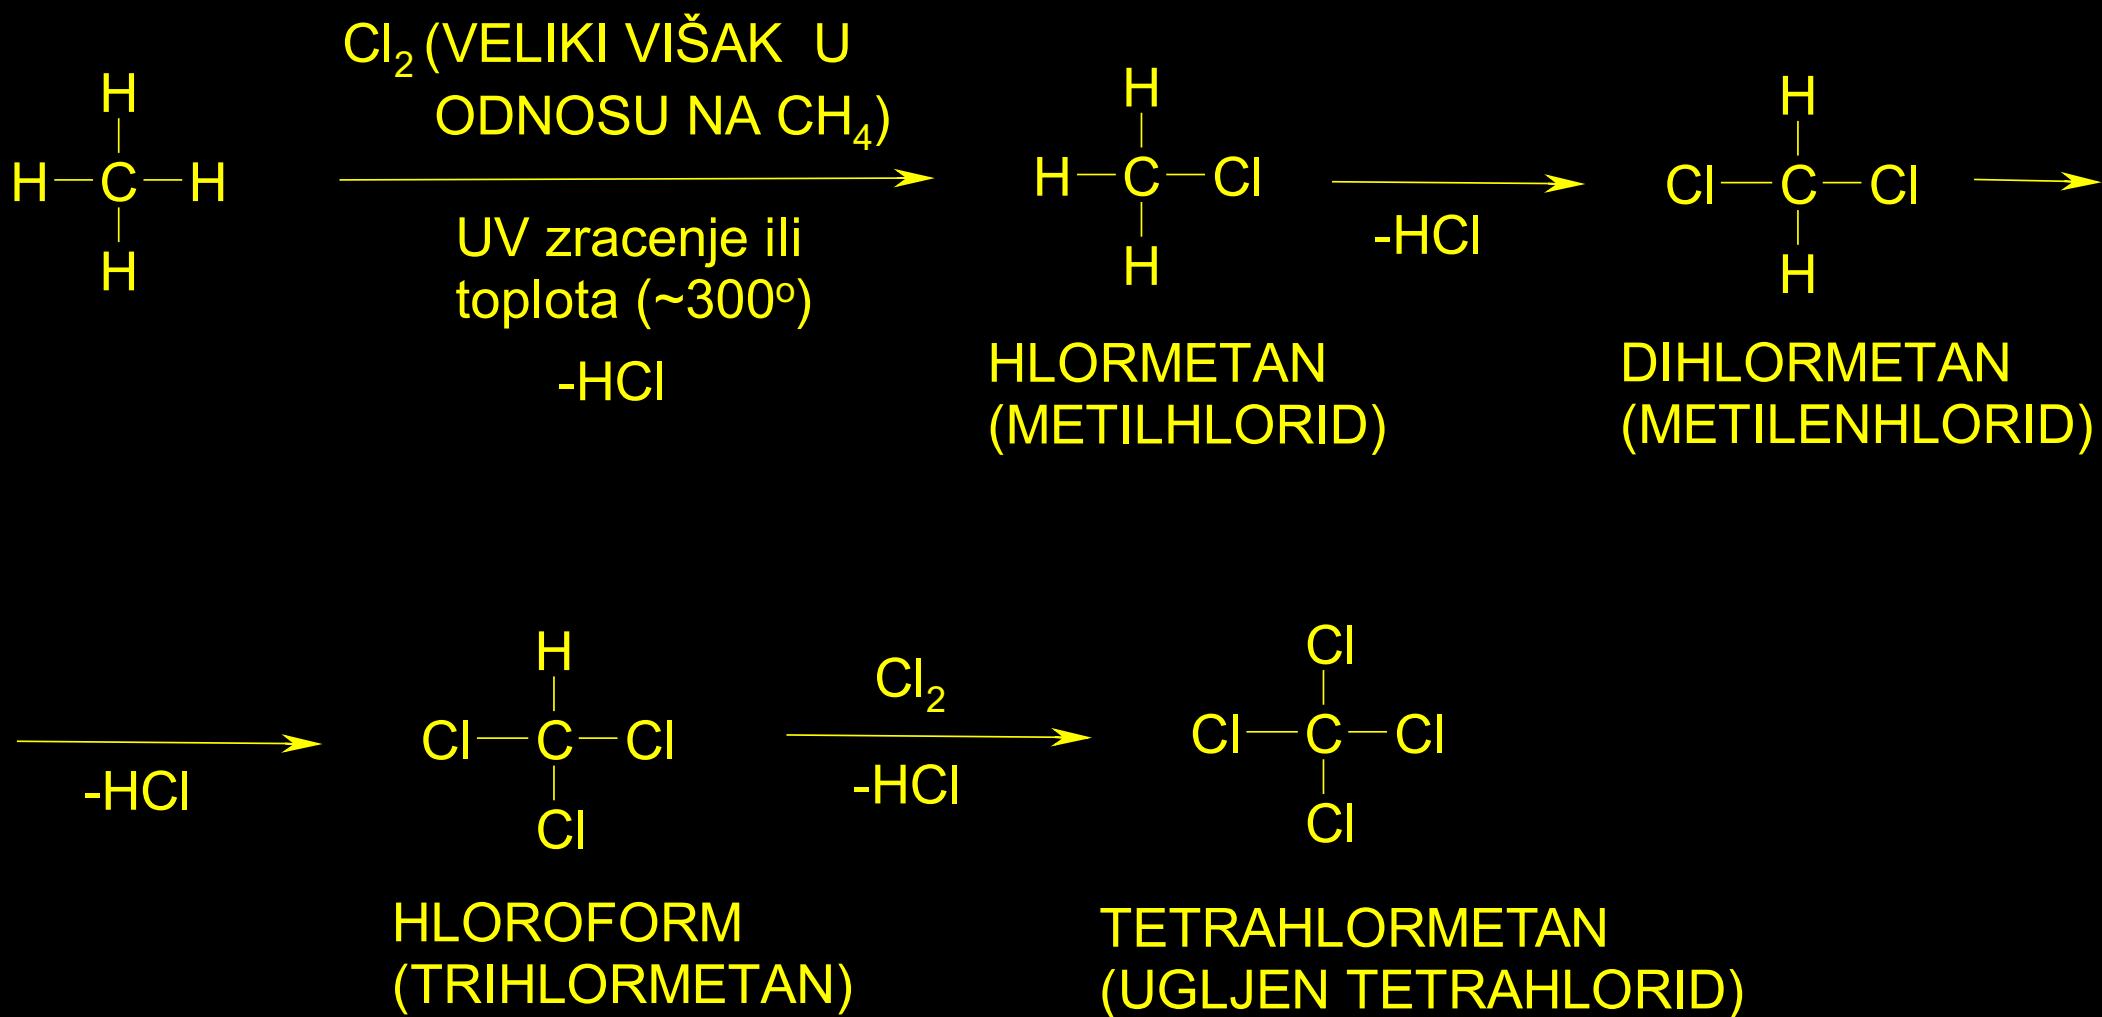 Cl₂ (VELIKI VIŠAK U
ODNOSU NA CH₄)
H
H C H
H
UV zracenje ili
toplota (~300°)
-HCl
H
H C Cl
H
HLORMETAN
(METILHLORID)
-HCl
H
Cl C Cl
H
DIHLORMETAN
(METILENHLORID)
-HCl
H
Cl C Cl
Cl
HLOROFORM
(TRIHLORMETAN)
Cl₂
-HCl
Cl
Cl C Cl
Cl
TETRAHLORMETAN
(UGLJEN TETRAHLORID)